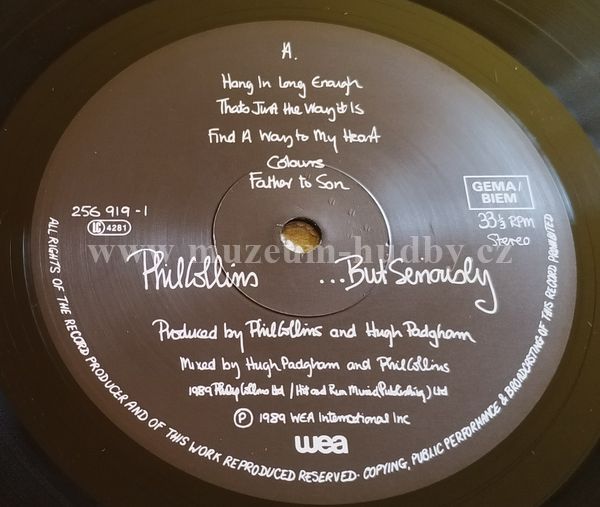 A.
Hang In Long Enough
Thats Just the Way it Is
Find A Way to My Heart
Colours
Father to Son
256 919-1
LC 4281
GEMA/
BIEM
33⅓ RPM
Stereo
www.muzeum-hudby.cz
Phil Collins ...But Seriously
Produced by Phil Collins and Hugh Padgham
Mixed by Hugh Padgham and Phil Collins
1989 Philip Collins Ltd / Hit and Run Music (Publishing) Ltd
Ⓟ 1989 WEA International Inc
wea
ALL RIGHTS OF THE RECORD PRODUCER AND OF THIS WORK REPRODUCED RESERVED · COPYING, PUBLIC PERFORMANCE & BROADCASTING OF THIS RECORD PROHIBITED